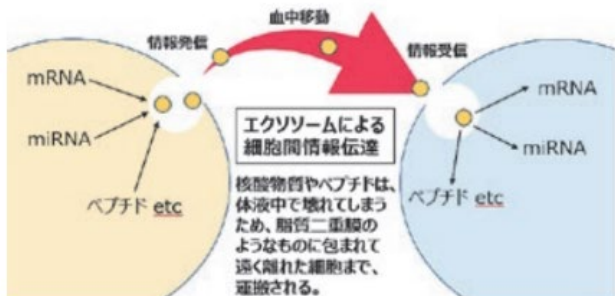 血中移動
情報発信
情報受信
mRNA
miRNA
ペプチド etc
エクソソームによる
細胞間情報伝達
核酸物質やペプチドは、
体液中で壊れてしまう
ため、脂質二重膜の
ようなものに包まれて
遠く離れた細胞まで、
運搬される。
mRNA
miRNA
ペプチド etc